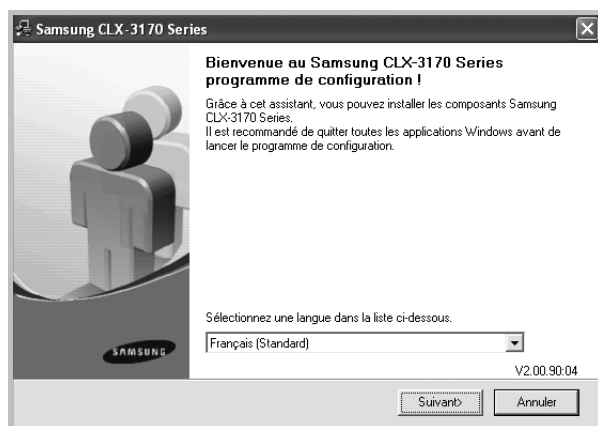 Samsung CLX-3170 Series
Bienvenue au Samsung CLX-3170 Series
programme de configuration !
Grâce à cet assistant, vous pouvez installer les composants Samsung
CLX-3170 Series.
Il est recommandé de quitter toutes les applications Windows avant de
lancer le programme de configuration.
Sélectionnez une langue dans la liste ci-dessous.
SAMSUNG
Français (Standard)
V2.00.90:04
Suivant>
Annuler